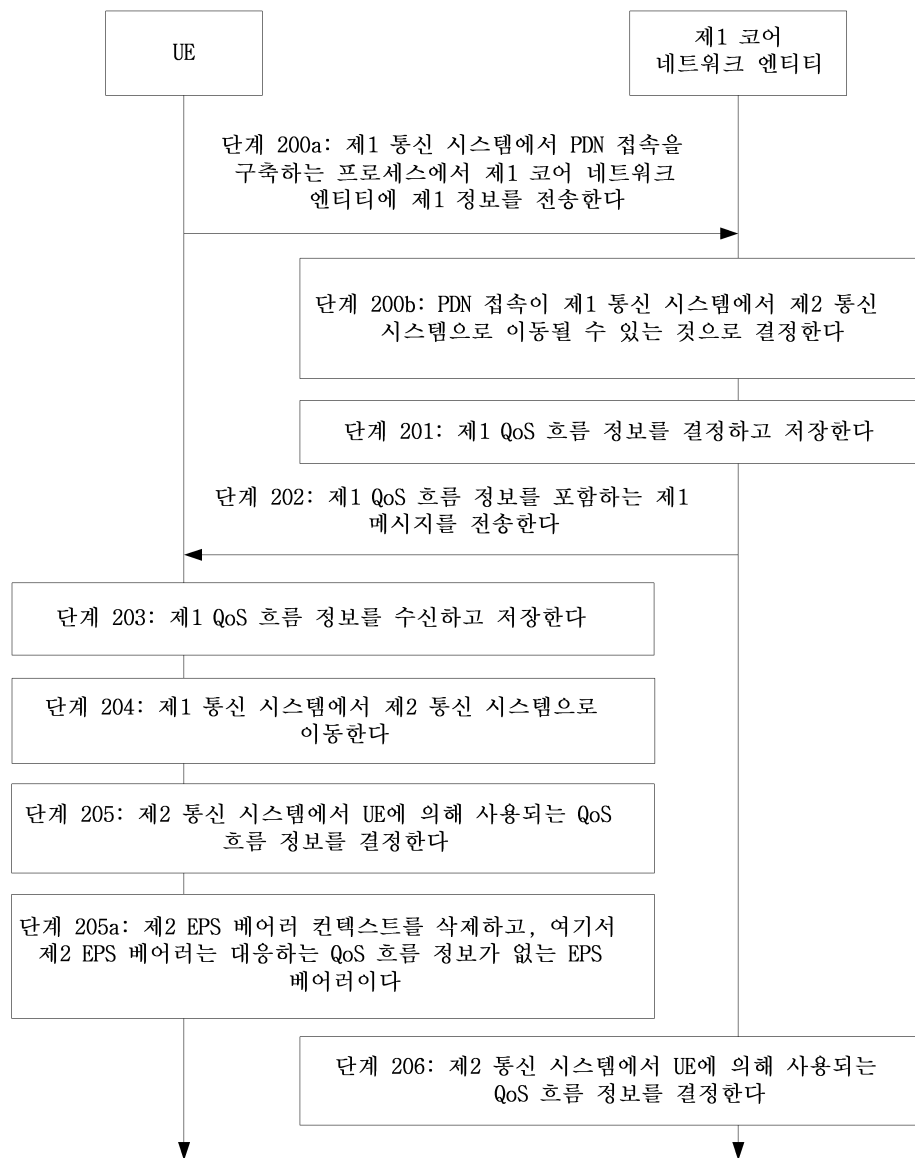 UE
제1 코어
네트워크 엔티티
단계 200a: 제1 통신 시스템에서 PDN 접속을
구축하는 프로세스에서 제1 코어 네트워크
엔티티에 제1 정보를 전송한다
단계 200b: PDN 접속이 제1 통신 시스템에서 제2 통신
시스템으로 이동될 수 있는 것으로 결정한다
단계 201: 제1 QoS 흐름 정보를 결정하고 저장한다
단계 202: 제1 QoS 흐름 정보를 포함하는 제1
메시지를 전송한다
단계 203: 제1 QoS 흐름 정보를 수신하고 저장한다
단계 204: 제1 통신 시스템에서 제2 통신 시스템으로
이동한다
단계 205: 제2 통신 시스템에서 UE에 의해 사용되는 QoS
흐름 정보를 결정한다
단계 205a: 제2 EPS 베어러 컨텍스트를 삭제하고, 여기서
제2 EPS 베어러는 대응하는 QoS 흐름 정보가 없는 EPS
베어러이다
단계 206: 제2 통신 시스템에서 UE에 의해 사용되는
QoS 흐름 정보를 결정한다